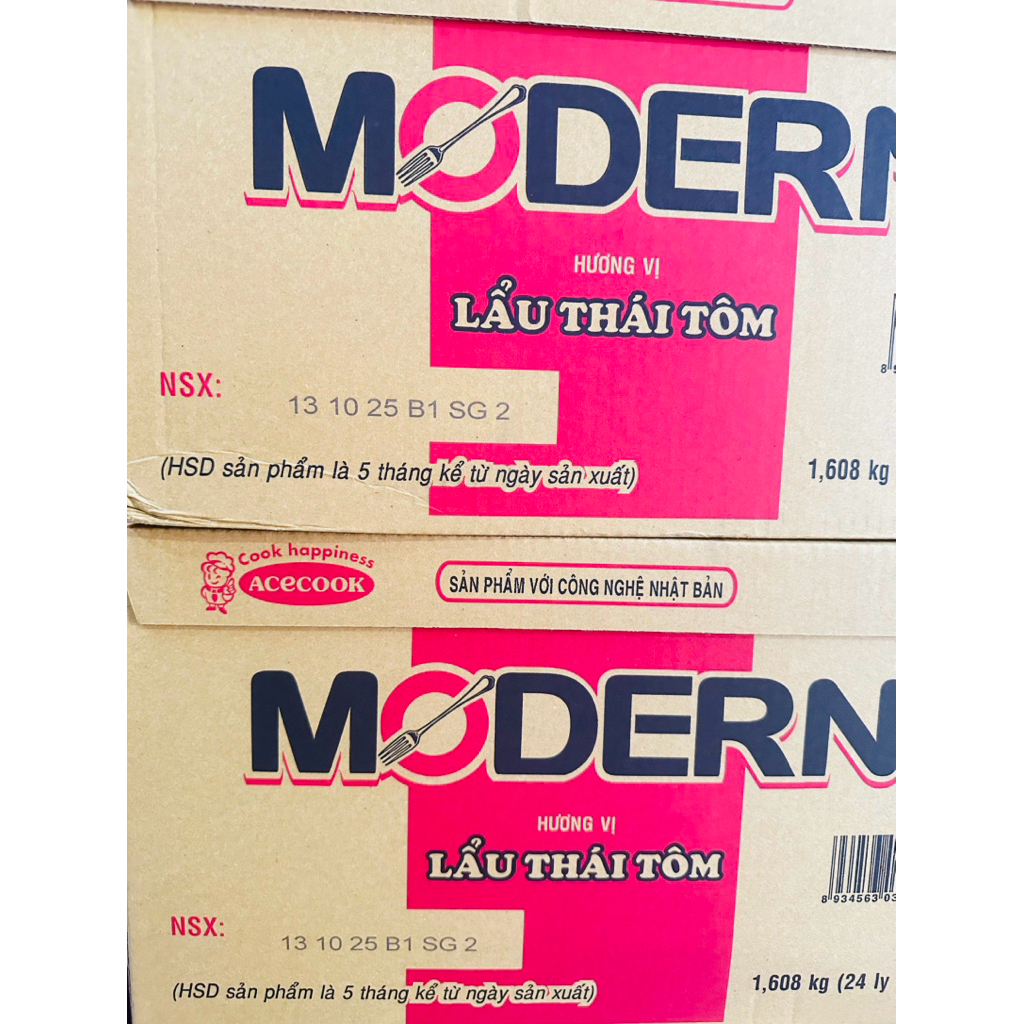 MODERN
HƯƠNG VỊ
LẨU THÁI TÔM
NSX:
13 10 25 B1 SG 2
(HSD sản phẩm là 5 tháng kể từ ngày sản xuất)
1,608 kg
Cook happiness
ACECOOK
SẢN PHẨM VỚI CÔNG NGHỆ NHẬT BẢN
MODERN
HƯƠNG VỊ
LẨU THÁI TÔM
8 934563 03
NSX:
13 10 25 B1 SG 2
(HSD sản phẩm là 5 tháng kể từ ngày sản xuất)
1,608 kg (24 ly